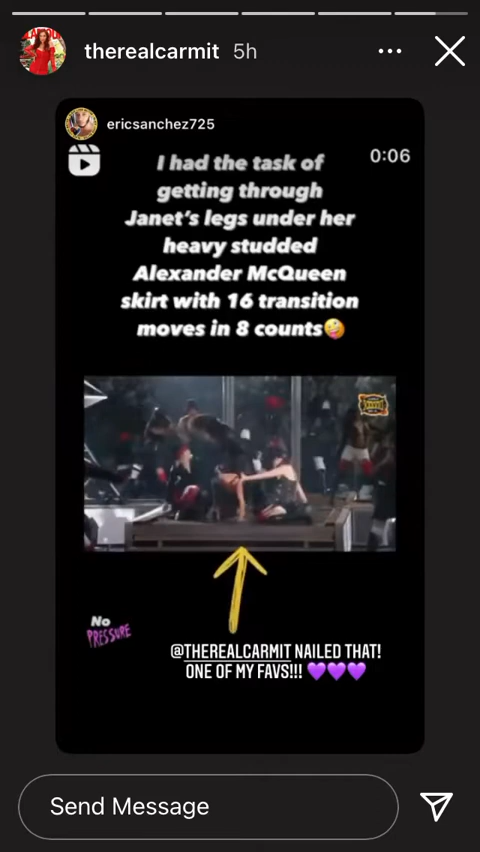 therealcarmit 5h
ericsanchez725
0:06
I had the task of
getting through
Janet's legs under her
heavy studded
Alexander McQueen
skirt with 16 transition
moves in 8 counts🤪
No
PRESSURE
@THEREALCARMIT NAILED THAT!
ONE OF MY FAVS!!! 💜💜💜
Send Message